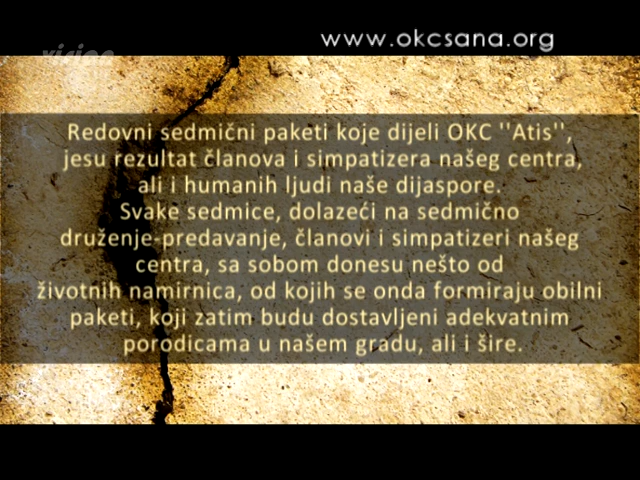 www.okcsana.org
vision
Redovni sedmični paketi koje dijeli OKC ''Atis'',
jesu rezultat članova i simpatizera našeg centra,
ali i humanih ljudi naše dijaspore.
Svake sedmice, dolazeći na sedmično
druženje-predavanje, članovi i simpatizeri našeg
centra, sa sobom donesu nešto od
životnih namirnica, od kojih se onda formiraju obilni
paketi, koji zatim budu dostavljeni adekvatnim
porodicama u našem gradu, ali i šire.